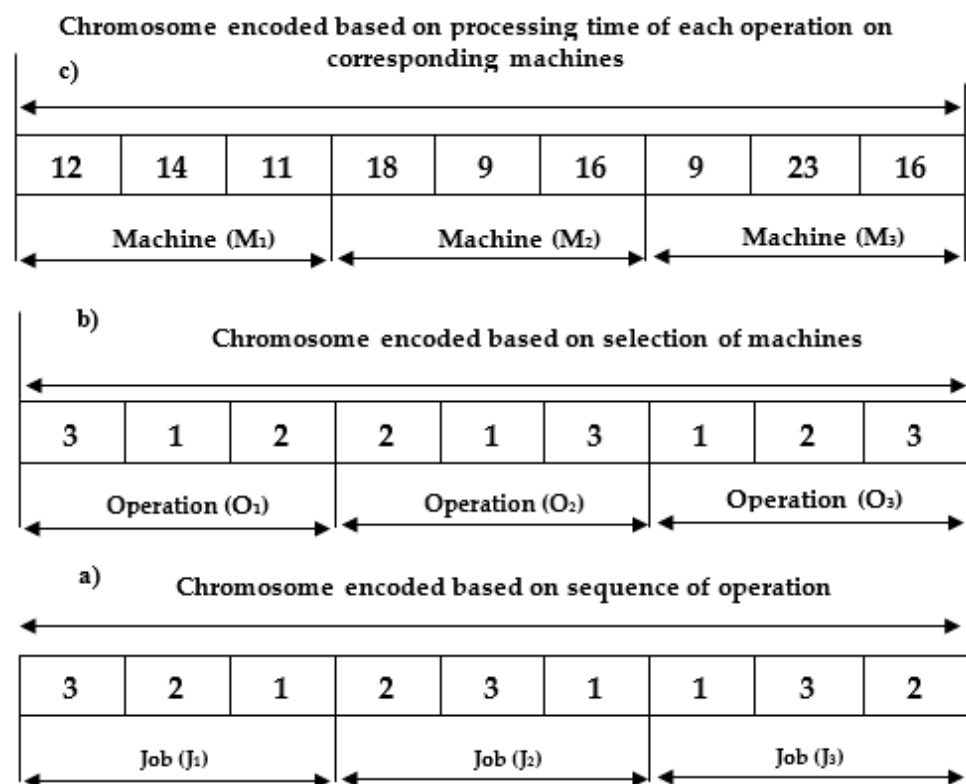 Chromosome encoded based on processing time of each operation on
corresponding machines
c)
12 14 11 18 9 16 9 23 16
Machine (M₁) Machine (M₂) Machine (M₃)
b)
Chromosome encoded based on selection of machines
3 1 2 2 1 3 1 2 3
Operation (O₁) Operation (O₂) Operation (O₃)
a)
Chromosome encoded based on sequence of operation
3 2 1 2 3 1 1 3 2
Job (J₁) Job (J₂) Job (J₃)